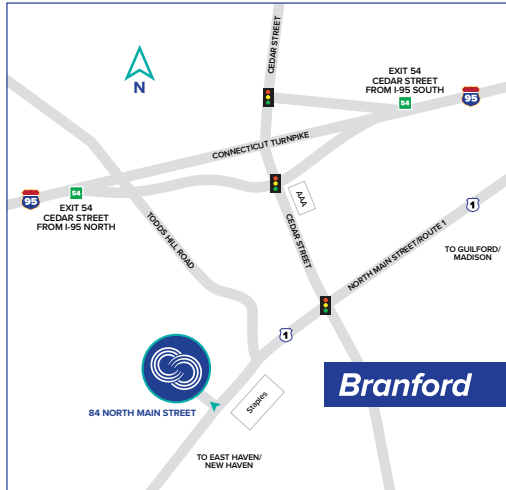 CEDAR STREET
N
EXIT 54
CEDAR STREET
FROM I-95 SOUTH
54
95
CONNECTICUT TURNPIKE
54
95
EXIT 54
CEDAR STREET
FROM I-95 NORTH
AAA
TODDS HILL ROAD
CEDAR STREET
NORTH MAIN STREET/ROUTE 1
1
TO GUILFORD/
MADISON
1
Branford
84 NORTH MAIN STREET
Staples
TO EAST HAVEN/
NEW HAVEN